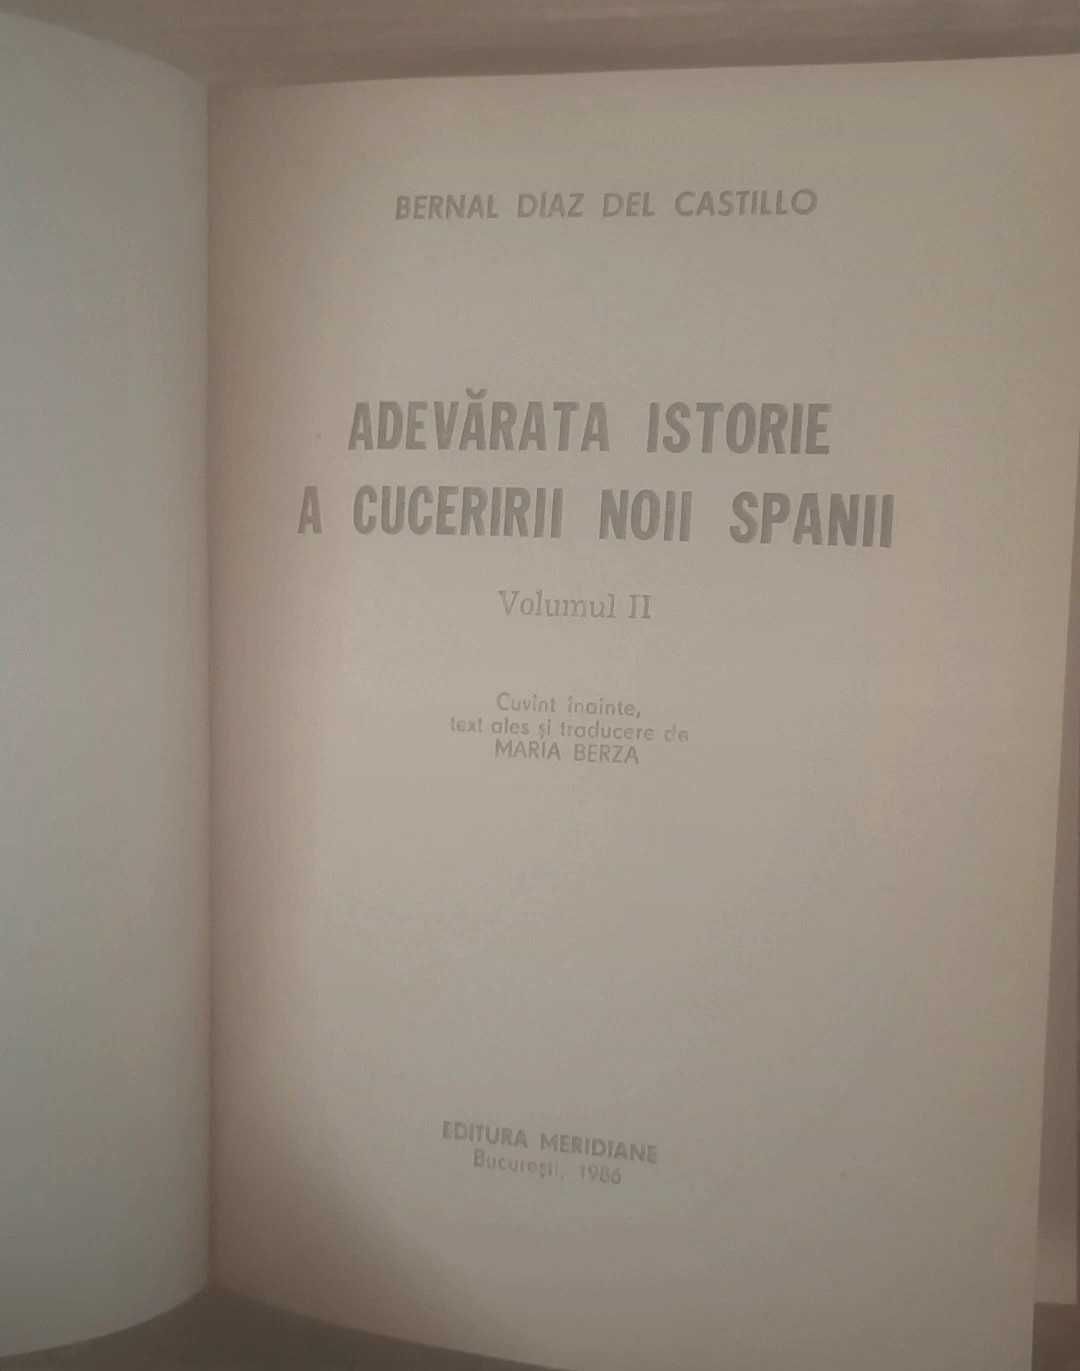 BERNAL DÍAZ DEL CASTILLO
ADEVĂRATA ISTORIE
A CUCERIRII NOII SPANII
Volumul II
Cuvînt înainte,
text ales și traducere de
MARIA BERZA
EDITURA MERIDIANE
București, 1986